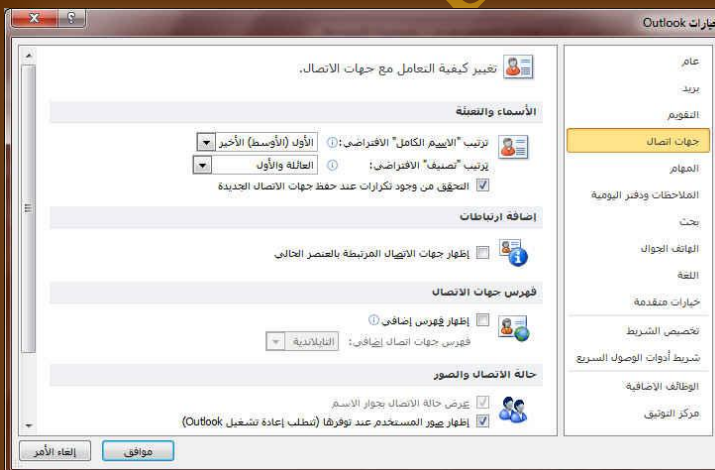 خيارات Outlook
عام
بريد
التقويم
جهات اتصال
المهام
الملاحظات ودفتر اليومية
بحث
الهاتف الجوال
اللغة
خيارات متقدمة
تخصيص الشريط
شريط أدوات الوصول السريع
الوظائف الإضافية
مركز التوثيق
تغيير كيفية التعامل مع جهات الاتصال.
الأسماء والتعبئة
ترتيب "الاسم الكامل" الافتراضي: الأول (الأوسط) الأخير
ترتيب "تصنيف" الافتراضي: العائلة والأول
التحقق من وجود تكرارات عند حفظ جهات الاتصال الجديدة
إضافة ارتباطات
إظهار جهات الاتصال المرتبطة بالعنصر الحالي
فهرس جهات الاتصال
إظهار فهرس إضافي
فهرس جهات اتصال إضافي: التايلاندية
حالة الاتصال والصور
عرض حالة الاتصال بجوار الاسم
إظهار صور المستخدم عند توفرها (تتطلب إعادة تشغيل Outlook)
موافق
إلغاء الأمر